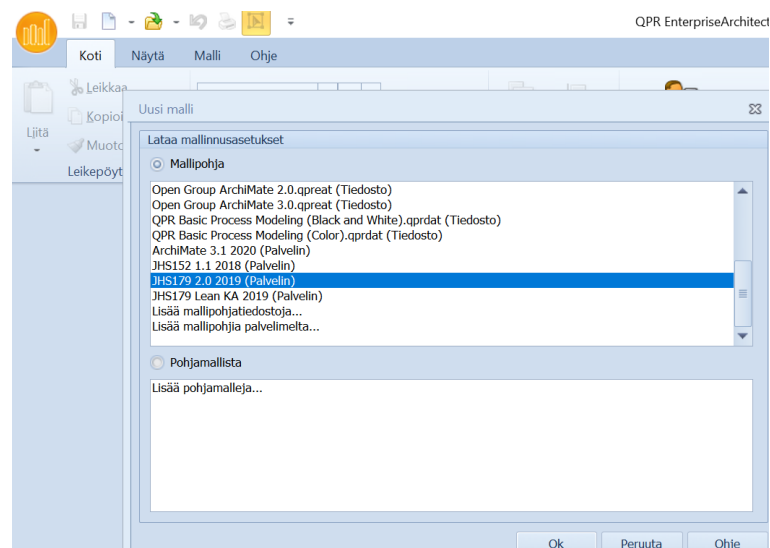 QPR EnterpriseArchitect
Koti Näytä Malli Ohje
Leikkaa
Kopioi
Liitä
Muoto
Leikepöyt
Uusi malli
Lataa mallinnusasetukset
Mallipohja
Open Group ArchiMate 2.0.qpreat (Tiedosto)
Open Group ArchiMate 3.0.qpreat (Tiedosto)
QPR Basic Process Modeling (Black and White).qprdat (Tiedosto)
QPR Basic Process Modeling (Color).qprdat (Tiedosto)
ArchiMate 3.1 2020 (Palvelin)
JHS152 1.1 2018 (Palvelin)
JHS179 2.0 2019 (Palvelin)
JHS179 Lean KA 2019 (Palvelin)
Lisää mallipohjatiedostoja...
Lisää mallipohjia palvelimelta...
Pohjamallista
Lisää pohjamalleja...
Ok Peruuta Ohje